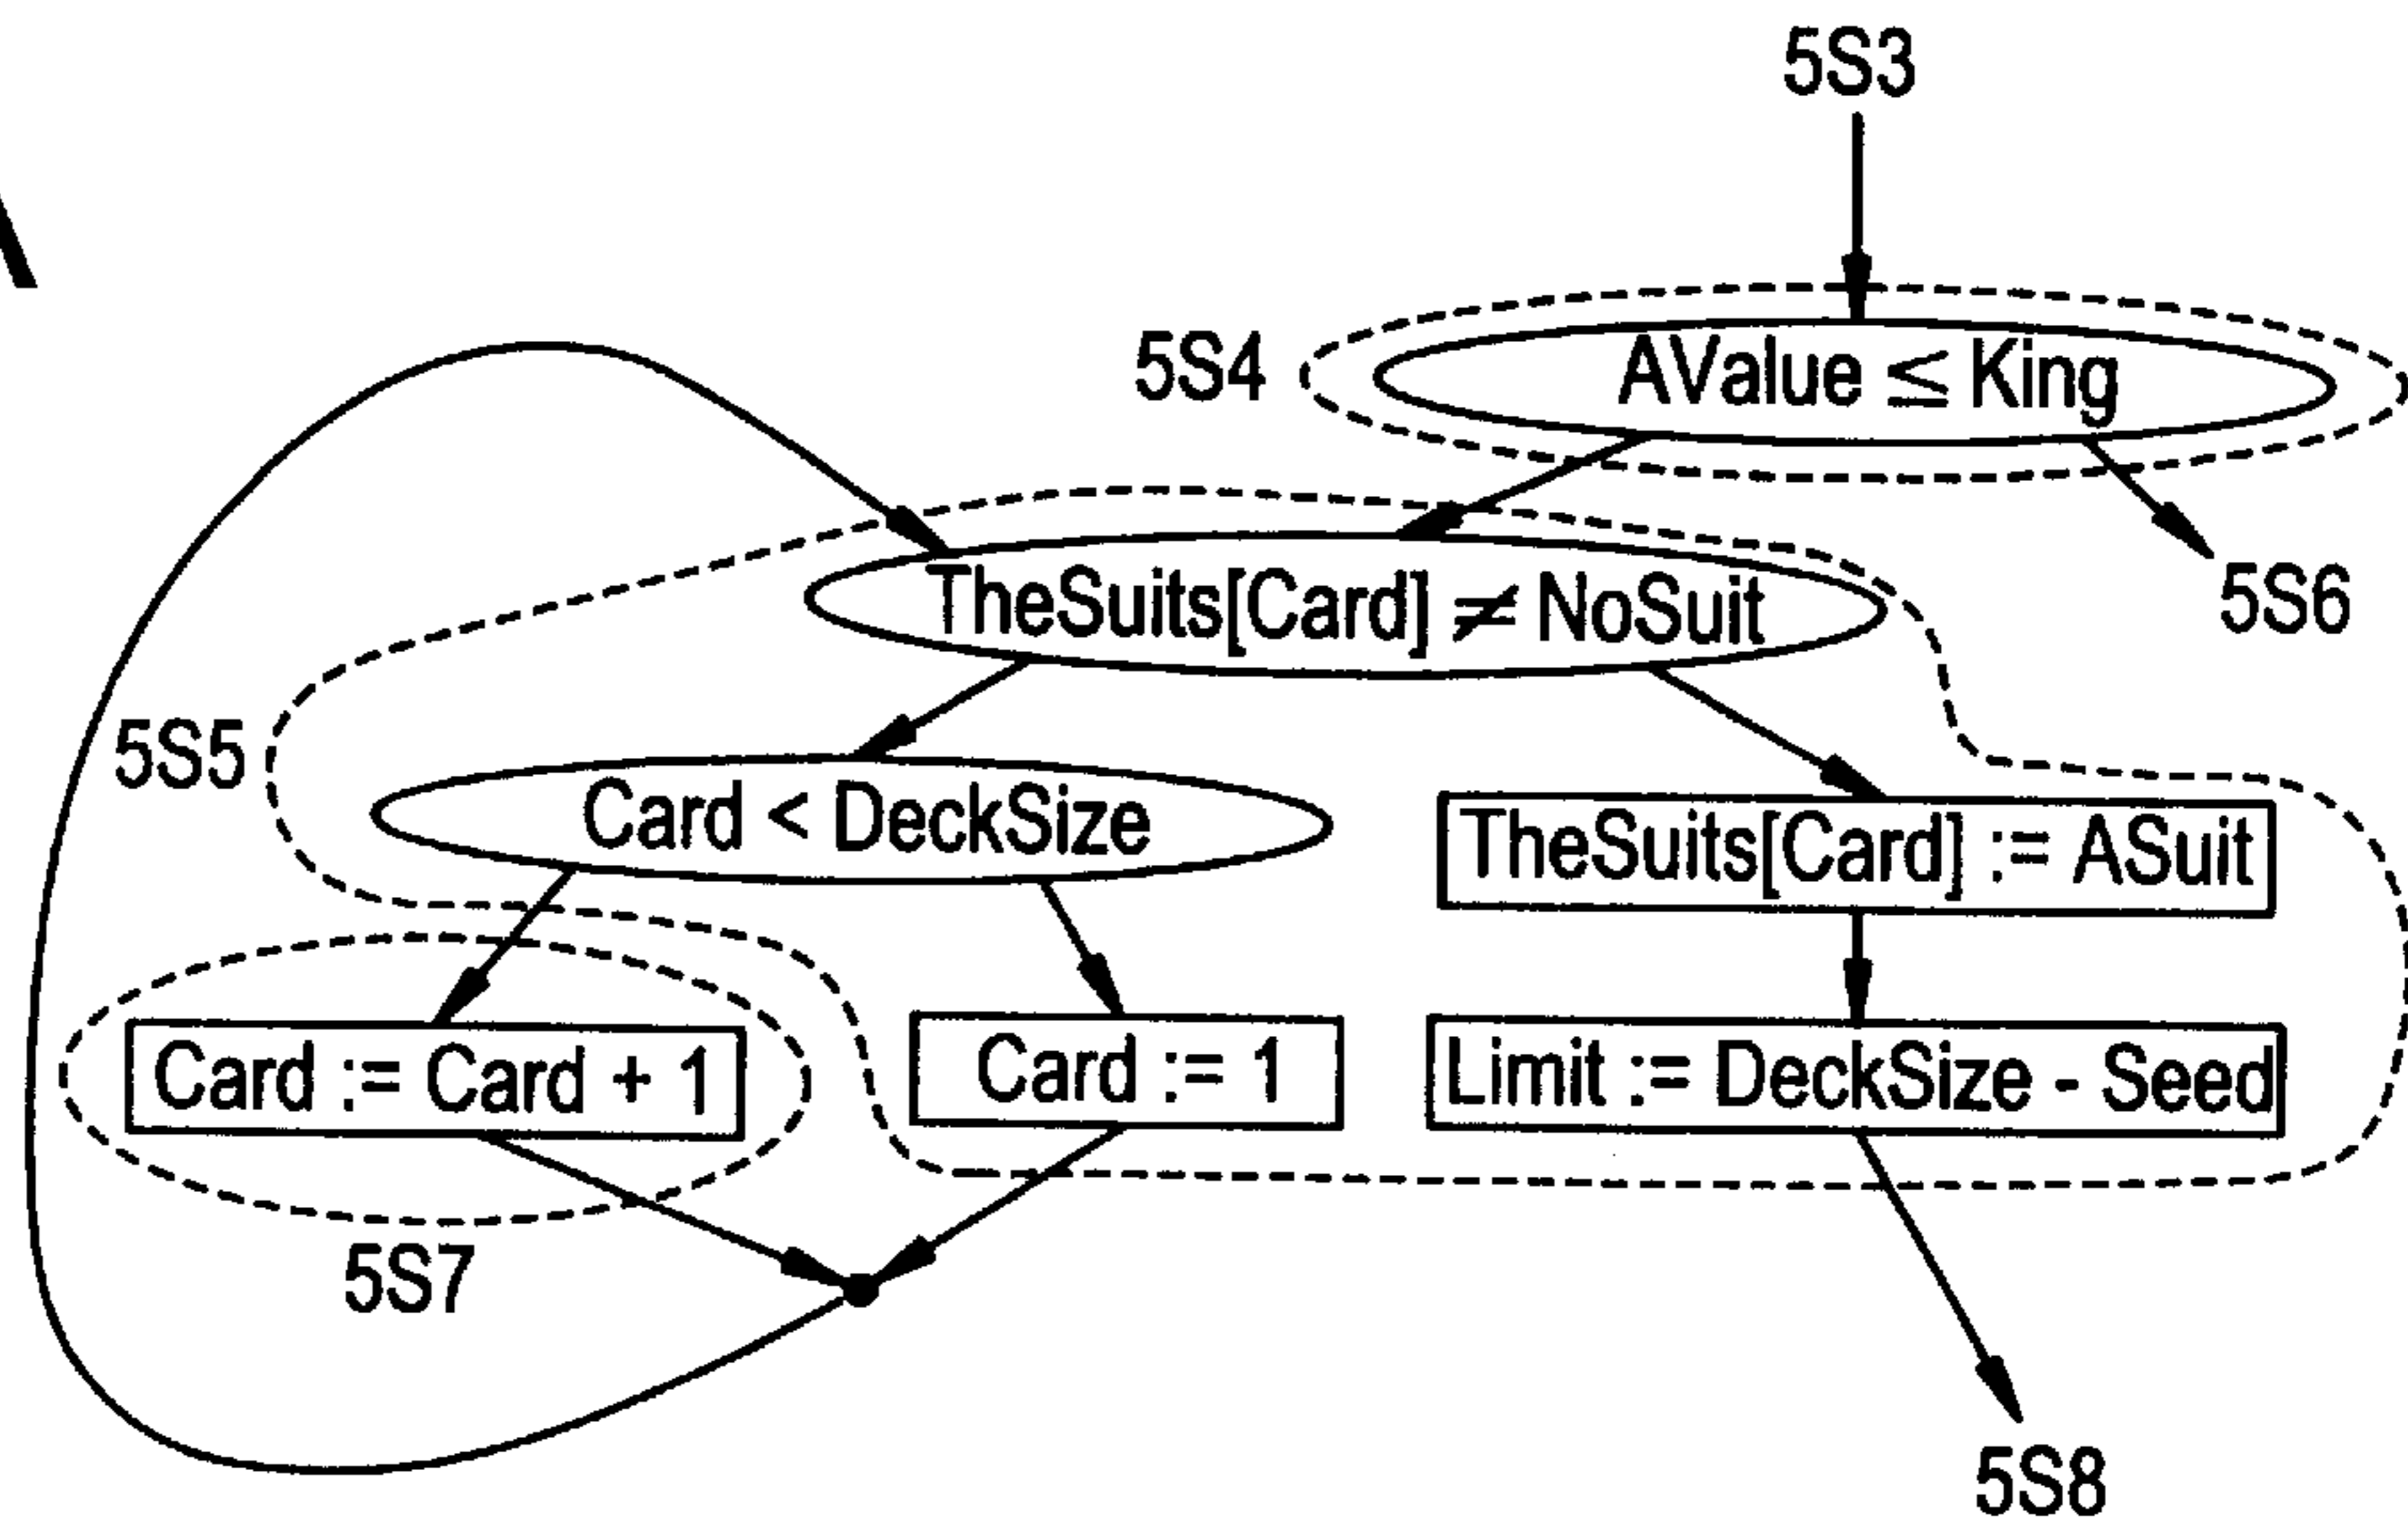 5S3
5S4
AValue ≤ King
TheSuits[Card] ≠ NoSuit
5S6
5S5
Card < DeckSize
TheSuits[Card] := ASuit
Card := Card + 1
Card := 1
Limit := DeckSize - Seed
5S7
5S8